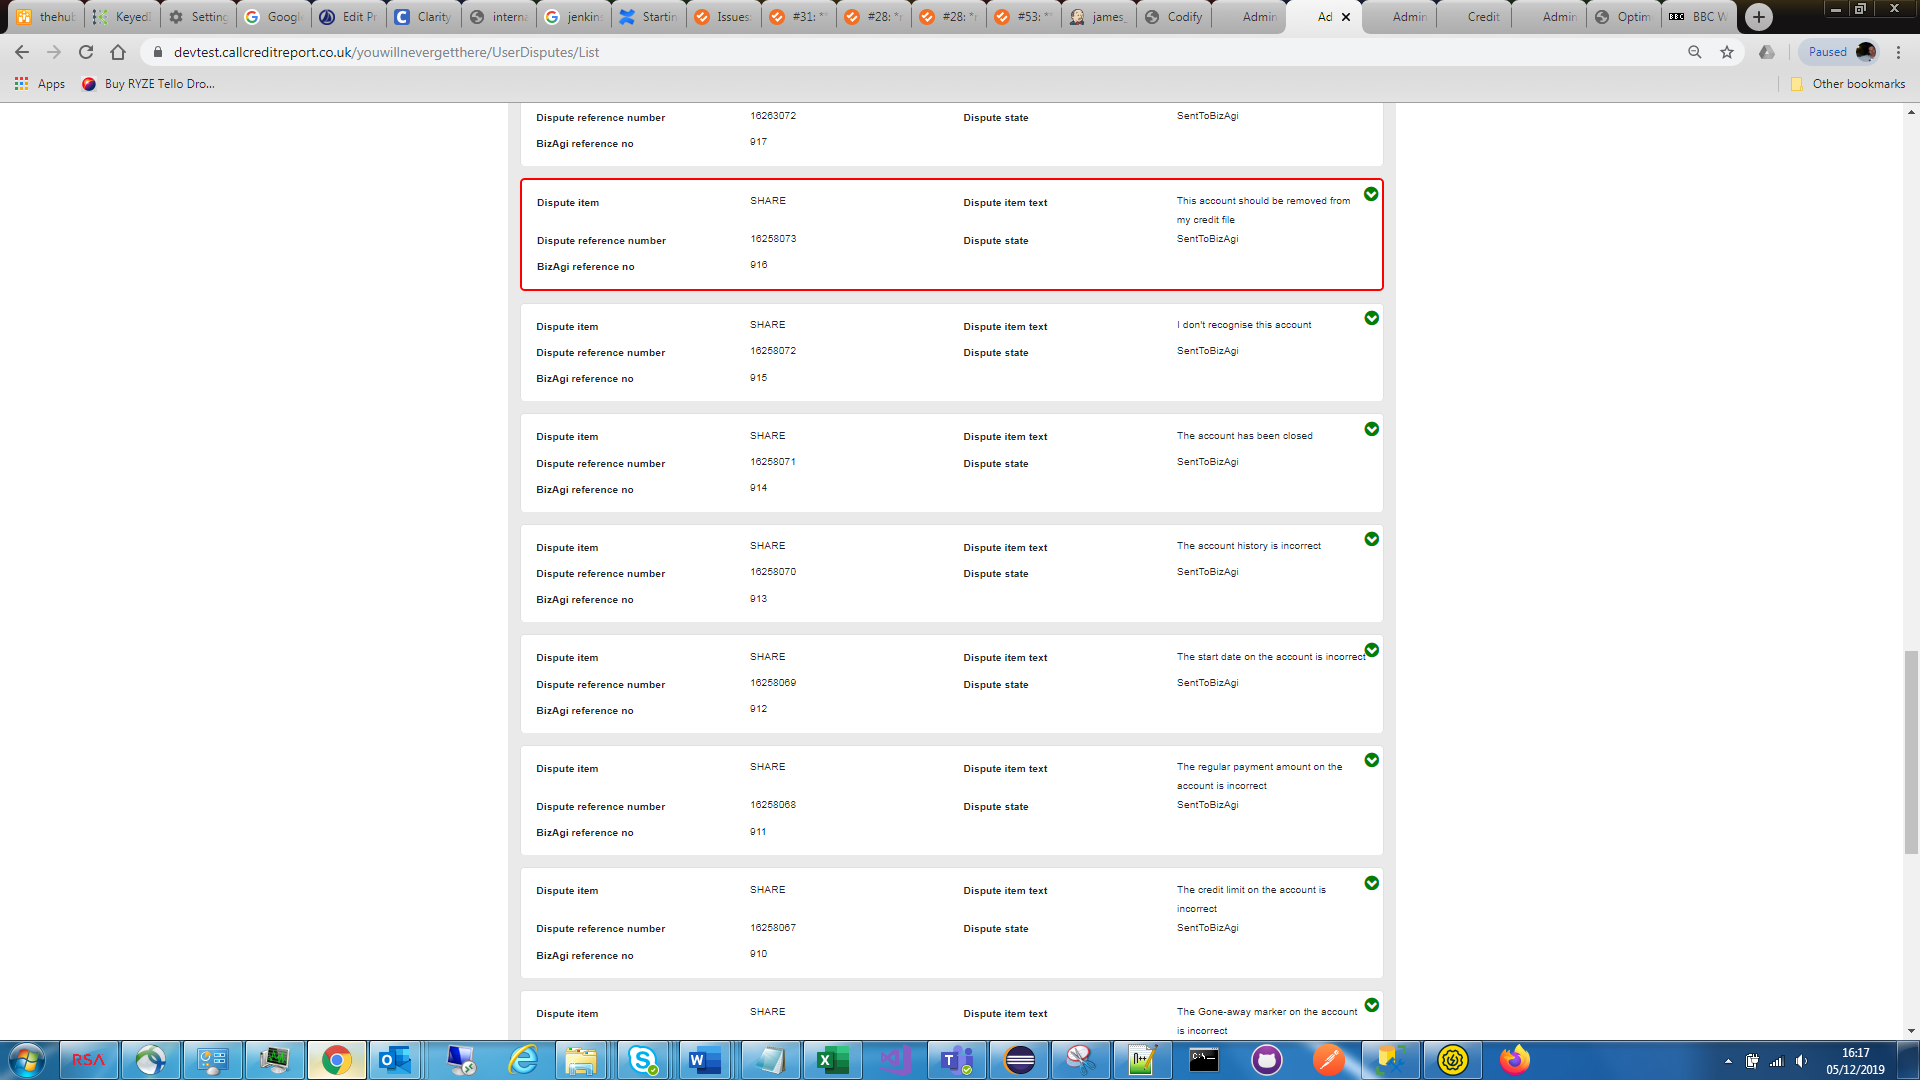 thehub
KeyedI
Setting
Google
Edit Pr
Clarity
interna
jenkins
Startin
Issues:
#31: *
#28: *r
#28: *r
#53: *
james_
Codify
Admin
Ad
Admin
Credit
Admin
Optim
BBC W
devtest.callcreditreport.co.uk/youwillnevergetthere/UserDisputes/List
Paused
Apps
Buy RYZE Tello Dro...
Other bookmarks
Dispute reference number 16263072 Dispute state SentToBizAgi
BizAgi reference no 917
Dispute item SHARE Dispute item text This account should be removed from
my credit file
Dispute reference number 16258073 Dispute state SentToBizAgi
BizAgi reference no 916
Dispute item SHARE Dispute item text I don't recognise this account
Dispute reference number 16258072 Dispute state SentToBizAgi
BizAgi reference no 915
Dispute item SHARE Dispute item text The account has been closed
Dispute reference number 16258071 Dispute state SentToBizAgi
BizAgi reference no 914
Dispute item SHARE Dispute item text The account history is incorrect
Dispute reference number 16258070 Dispute state SentToBizAgi
BizAgi reference no 913
Dispute item SHARE Dispute item text The start date on the account is incorrect
Dispute reference number 16258069 Dispute state SentToBizAgi
BizAgi reference no 912
Dispute item SHARE Dispute item text The regular payment amount on the
account is incorrect
Dispute reference number 16258068 Dispute state SentToBizAgi
BizAgi reference no 911
Dispute item SHARE Dispute item text The credit limit on the account is
incorrect
Dispute reference number 16258067 Dispute state SentToBizAgi
BizAgi reference no 910
Dispute item SHARE Dispute item text The Gone-away marker on the account
is incorrect
RSA
16:17
05/12/2019